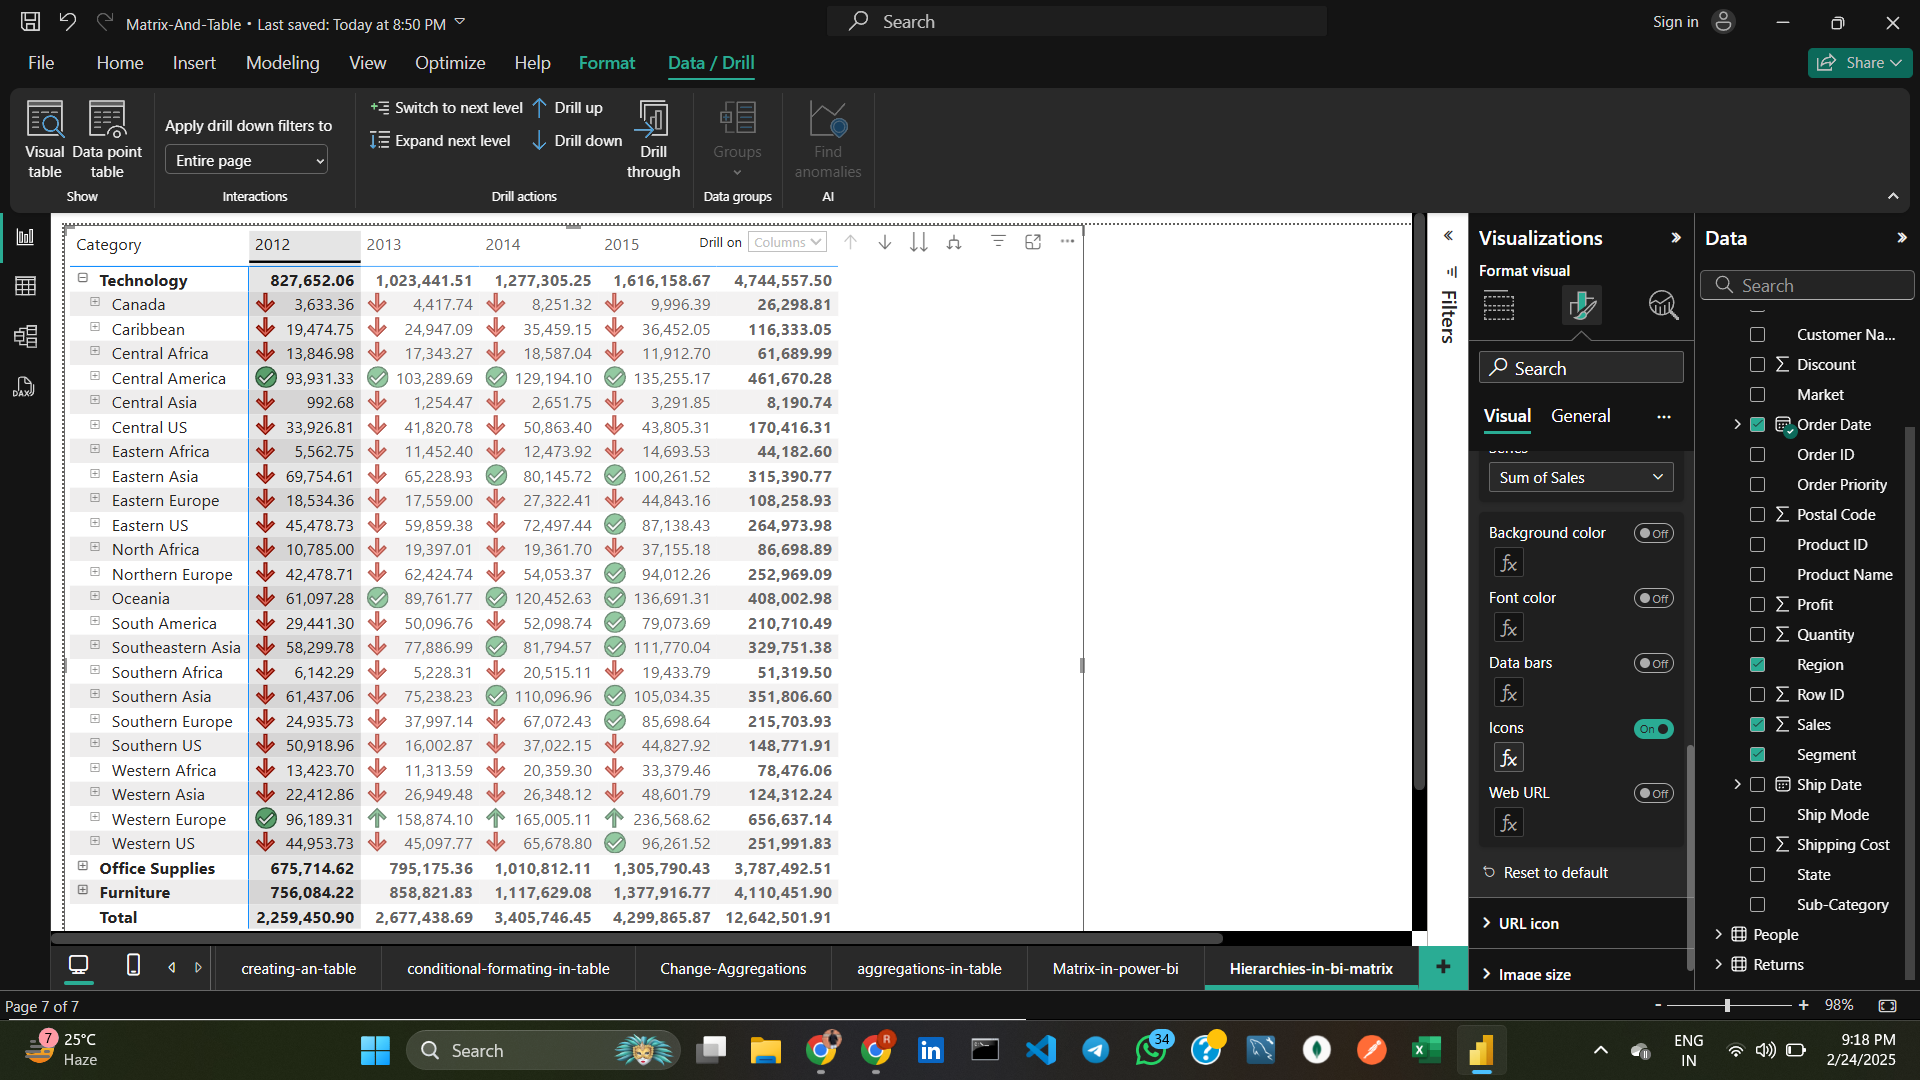 Matrix-And-Table • Last saved: Today at 8:50 PM
Search
Sign in
File Home Insert Modeling View Optimize Help Format Data / Drill
Share
Visual table
Data point table
Show
Apply drill down filters to
Entire page
Interactions
Switch to next level
Expand next level
Drill up
Drill down
Drill through
Drill actions
Groups
Data groups
Find anomalies
AI
Category 2012 2013 2014 2015 Drill on Columns
Technology 827,652.06 1,023,441.51 1,277,305.25 1,616,158.67 4,744,557.50
Canada 3,633.36 4,417.74 8,251.32 9,996.39 26,298.81
Caribbean 19,474.75 24,947.09 35,459.15 36,452.05 116,333.05
Central Africa 13,846.98 17,343.27 18,587.04 11,912.70 61,689.99
Central America 93,931.33 103,289.69 129,194.10 135,255.17 461,670.28
Central Asia 992.68 1,254.47 2,651.75 3,291.85 8,190.74
Central US 33,926.81 41,820.78 50,863.40 43,805.31 170,416.31
Eastern Africa 5,562.75 11,452.40 12,473.92 14,693.53 44,182.60
Eastern Asia 69,754.61 65,228.93 80,145.72 100,261.52 315,390.77
Eastern Europe 18,534.36 17,559.00 27,322.41 44,843.16 108,258.93
Eastern US 45,478.73 59,859.38 72,497.44 87,138.43 264,973.98
North Africa 10,785.00 19,397.01 19,361.70 37,155.18 86,698.89
Northern Europe 42,478.71 62,424.74 54,053.37 94,012.26 252,969.09
Oceania 61,097.28 89,761.77 120,452.63 136,691.31 408,002.98
South America 29,441.30 50,096.76 52,098.74 79,073.69 210,710.49
Southeastern Asia 58,299.78 77,886.99 81,794.57 111,770.04 329,751.38
Southern Africa 6,142.29 5,228.31 20,515.11 19,433.79 51,319.50
Southern Asia 61,437.06 75,238.23 110,096.96 105,034.35 351,806.60
Southern Europe 24,935.73 37,997.14 67,072.43 85,698.64 215,703.93
Southern US 50,918.96 16,002.87 37,022.15 44,827.92 148,771.91
Western Africa 13,423.70 11,313.59 20,359.30 33,379.46 78,476.06
Western Asia 22,412.86 26,949.48 26,348.12 48,601.79 124,312.24
Western Europe 96,189.31 158,874.10 165,005.11 236,568.62 656,637.14
Western US 44,953.73 45,097.77 65,678.80 96,261.52 251,991.83
Office Supplies 675,714.62 795,175.36 1,010,812.11 1,305,790.43 3,787,492.51
Furniture 756,084.22 858,821.83 1,117,629.08 1,377,916.77 4,110,451.90
Total 2,259,450.90 2,677,438.69 3,405,746.45 4,299,865.87 12,642,501.91
Filters
Visualizations
Format visual
Search
Visual General
Sum of Sales
Background color Off
fx
Font color Off
fx
Data bars Off
fx
Icons On
fx
Web URL Off
fx
Reset to default
URL icon
Image size
Data
Search
Customer Na...
Discount
Market
Order Date
Order ID
Order Priority
Postal Code
Product ID
Product Name
Profit
Quantity
Region
Row ID
Sales
Segment
Ship Date
Ship Mode
Shipping Cost
State
Sub-Category
People
Returns
creating-an-table conditional-formating-in-table Change-Aggregations aggregations-in-table Matrix-in-power-bi Hierarchies-in-bi-matrix
Page 7 of 7
98%
7
25°C
Haze
Search
R
34
ENG
IN
9:18 PM
2/24/2025